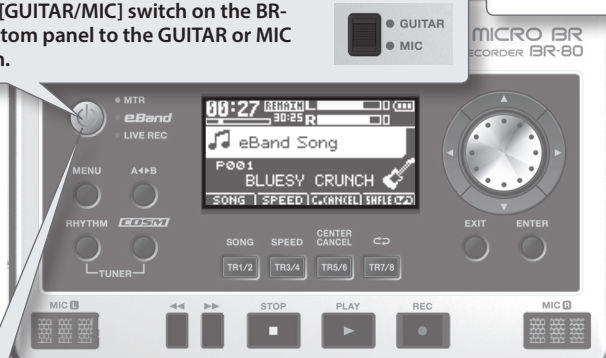 [GUITAR/MIC] switch on the BR-
tom panel to the GUITAR or MIC
n.
GUITAR
MIC
MICRO BR
ECORDER BR-80
MTR
eBand
LIVE REC
MENU
A◄►B
RHYTHM
COSM
TUNER
00:27 REMAIN L
30:25 R
eBand Song
P001
BLUESY CRUNCH
SONG SPEED C.CANCEL SHFLE
SONG
SPEED
CENTER
CANCEL
TR1/2
TR3/4
TR5/6
TR7/8
EXIT
ENTER
MIC L
STOP
PLAY
REC
MIC R